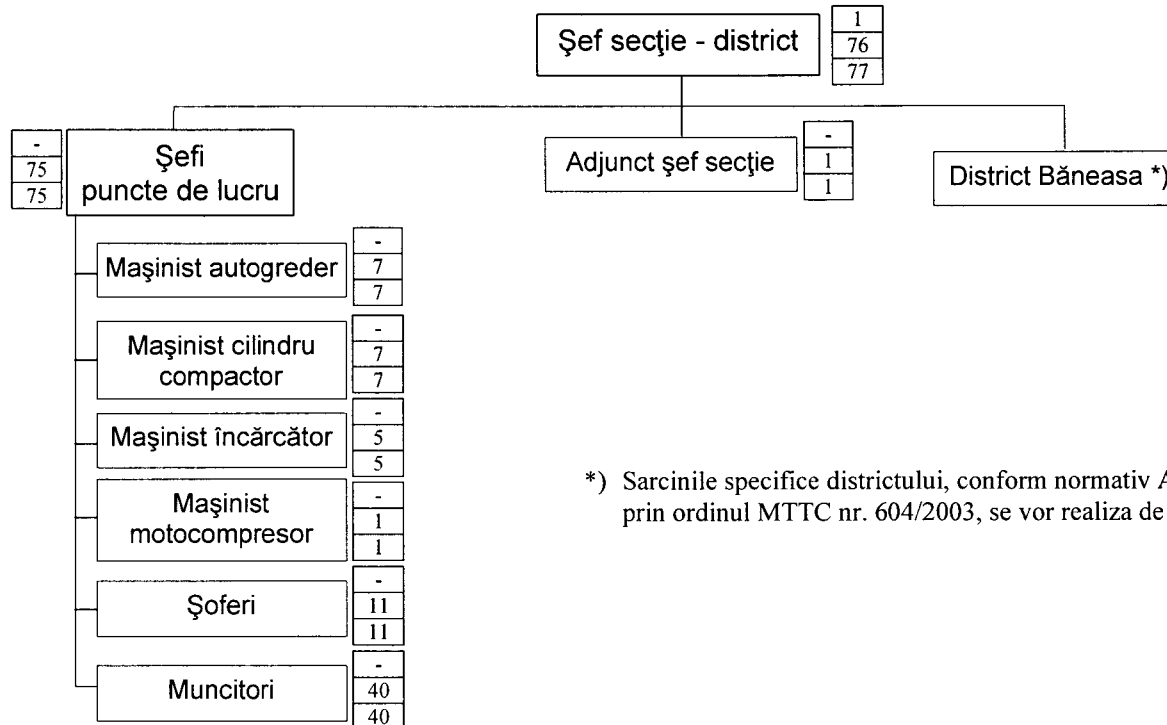 Şef secţie - district
1
76
77
-
75
75
Şefi
puncte de lucru
Adjunct şef secţie
-
1
1
District Băneasa *)
Maşinist autogreder
-
7
7
Maşinist cilindru
compactor
-
7
7
Maşinist încărcător
-
5
5
Maşinist
motocompresor
-
1
1
Şoferi
-
11
11
Muncitori
-
40
40
*) Sarcinile specifice districtului, conform normativ A
prin ordinul MTTC nr. 604/2003, se vor realiza de